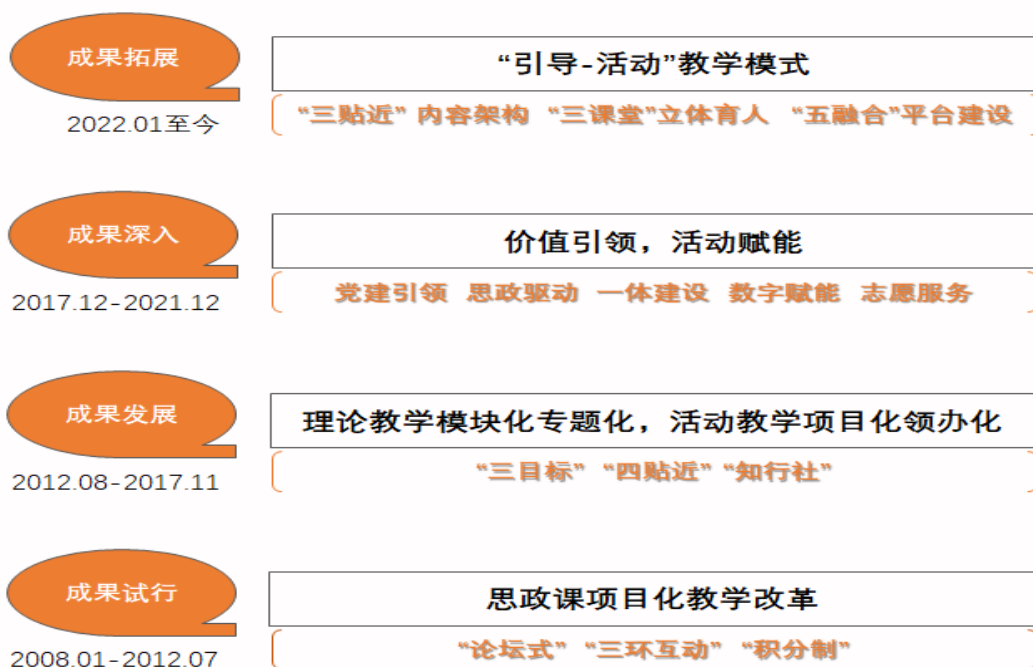 成果拓展
2022.01至今
“引导-活动”教学模式
“三贴近” 内容架构 “三课堂”立体育人 “五融合”平台建设
成果深入
2017.12-2021.12
价值引领，活动赋能
党建引领 思政驱动 一体建设 数字赋能 志愿服务
成果发展
2012.08-2017.11
理论教学模块化专题化，活动教学项目化领办化
“三目标” “四贴近” “知行社”
成果试行
2008.01-2012.07
思政课项目化教学改革
“论坛式” “三环互动” “积分制”